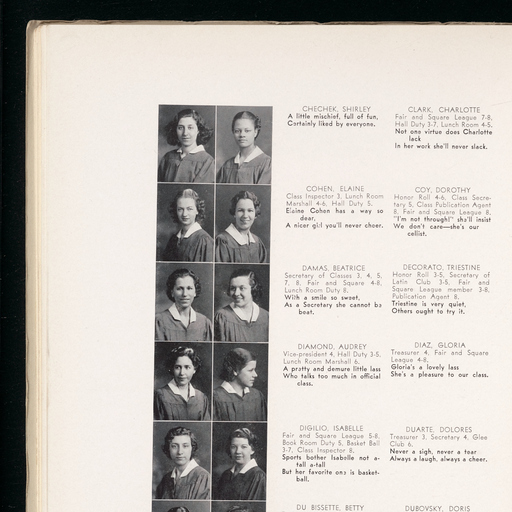 CHECHEK, SHIRLEY
A little mischief, full of fun,
Certainly liked by everyone.
CLARK, CHARLOTTE
Fair and Square League 7-8,
Hall Duty 3-7, Lunch Room 4-5.
Not one virtue does Charlotte
lack
In her work she'll never slack.
COHEN, ELAINE
Class Inspector 3, Lunch Room
Marshall 4-6, Hall Duty 5.
Elaine Cohen has a way so
dear,
A nicer girl you'll never cheer.
COY, DOROTHY
Honor Roll 4-6, Class Secre-
tary 5, Class Publication Agent
8, Fair and Square League 8.
"I'm not through!" she'll insist
We don't care—she's our
cellist.
DAMAS, BEATRICE
Secretary of Classes 3, 4, 5,
7, 8, Fair and Square 4-8,
Lunch Room Duty 8.
With a smile so sweet,
As a Secretary she cannot be
beat.
DECORATO, TRIESTINE
Honor Roll 3-5, Secretary of
Latin Club 3-5, Fair and
Square League member 3-8,
Publication Agent 8.
Triestine is very quiet,
Others ought to try it.
DIAMOND, AUDREY
Vice-president 4, Hall Duty 3-5,
Lunch Room Marshall 6.
A pretty and demure little lass
Who talks too much in official
class.
DIAZ, GLORIA
Treasurer 4, Fair and Square
League 4-8.
Gloria's a lovely lass
She's a pleasure to our class.
DIGILIO, ISABELLE
Fair and Square League 5-8,
Book Room Duty 5, Basket Ball
3-7, Class Inspector 8.
Sports bother Isabelle not a-
tall a-tall
But her favorite one is basket-
ball.
DUARTE, DOLORES
Treasurer 3, Secretary 4, Glee
Club 6.
Never a sigh, never a tear
Always a laugh, always a cheer.
DU BISSETTE, BETTY
DUBOVSKY, DORIS